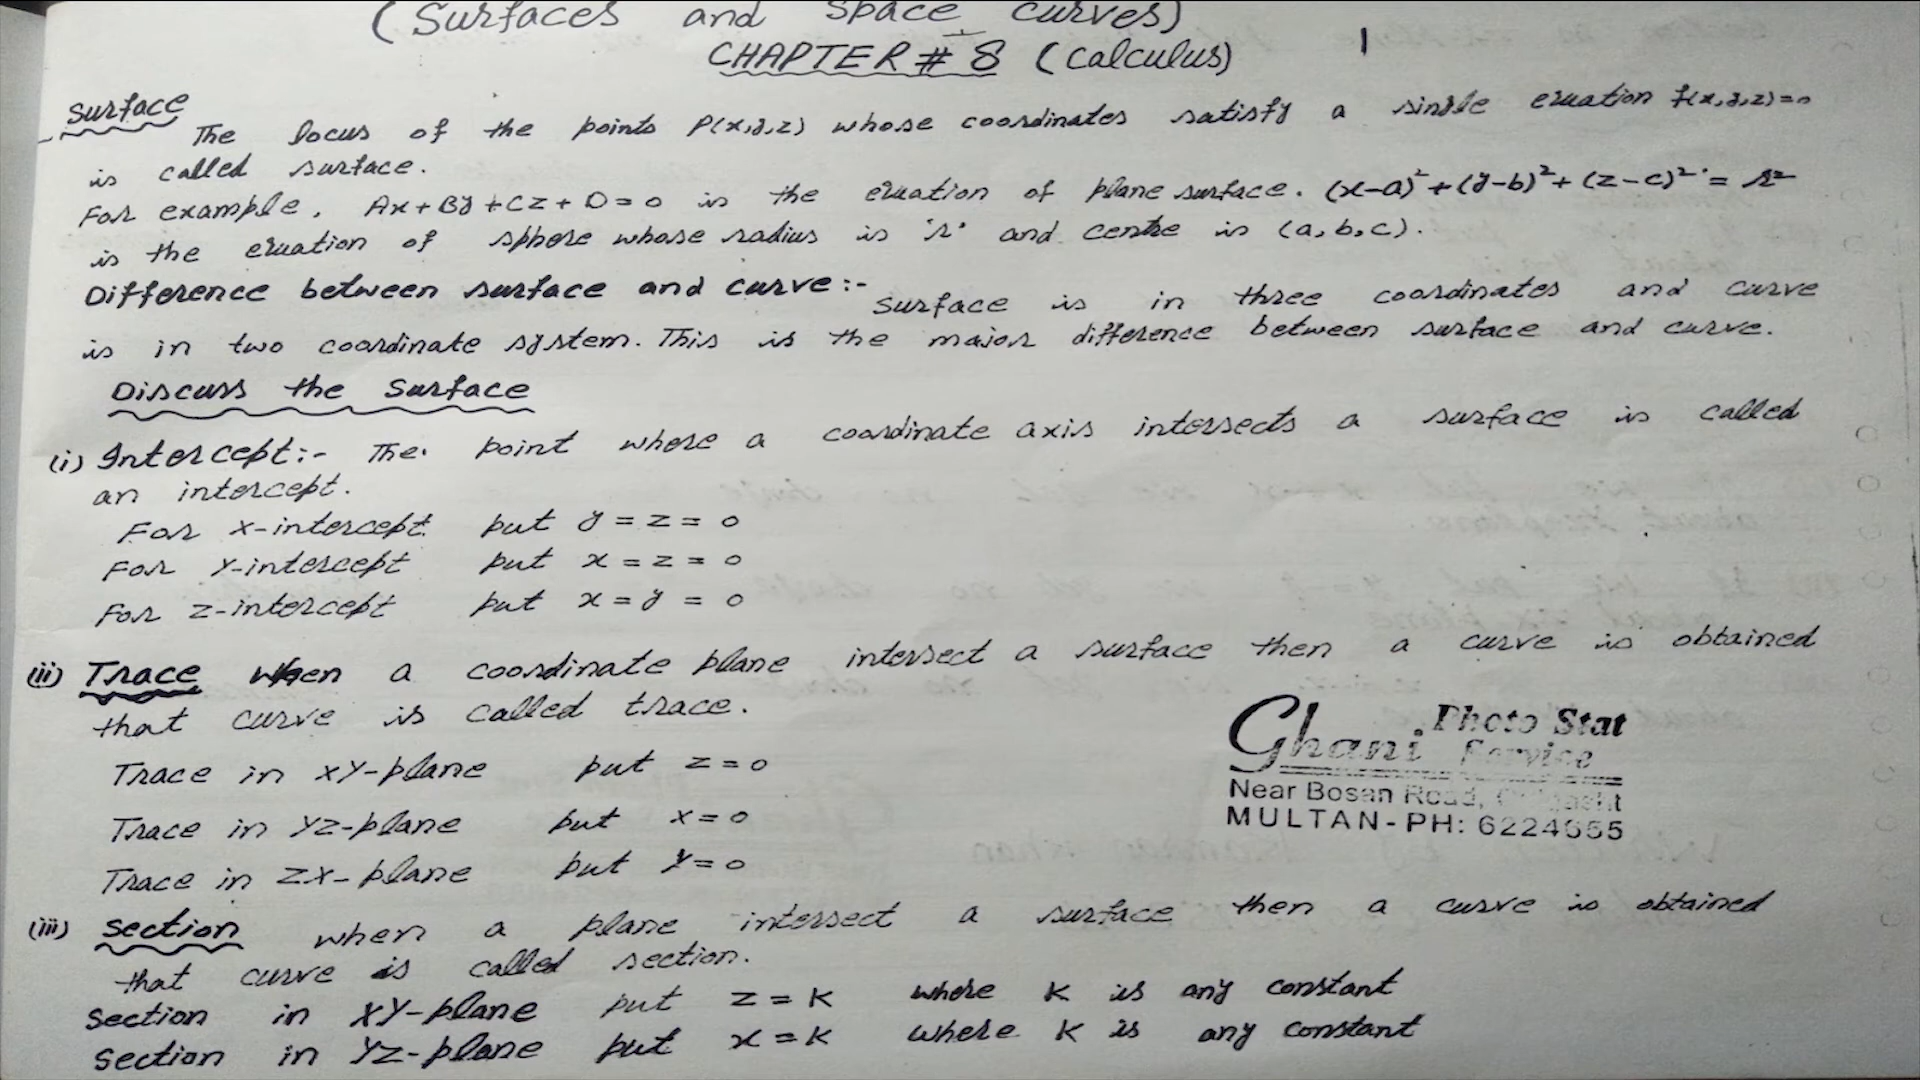 (Surfaces and Space curves)
CHAPTER # 8 (Calculus) 1
Surface
The locus of the points P(x,y,z) whose coordinates satisfy a single equation f(x,y,z)=0
is called surface.
For example, Ax+By+Cz+D=0 is the equation of plane surface. (x-a)²+(y-b)²+(z-c)²=r²
is the equation of sphere whose radius is 'r' and centre is (a,b,c).
Difference between surface and curve:- Surface is in three coordinates and curve
is in two coordinate system. This is the major difference between surface and curve.
Discuss the Surface
(i) Intercept:- The point where a coordinate axis intersects a surface is called
an intercept.
For x-intercept put y=z=0
For y-intercept put x=z=0
For z-intercept put x=y=0
(ii) Trace When a coordinate plane intersect a surface then a curve is obtained
that curve is called trace.
Trace in xy-plane put z=0
Trace in yz-plane put x=0
Trace in zx-plane put y=0
Ghani Photo Stat
Service
Near Bosan Road,
MULTAN-PH:
(iii) Section when a plane intersect a surface then a curve is obtained
that curve is called section.
Section in xy-plane put z=k where k is any constant
Section in yz-plane put x=k where k is any constant